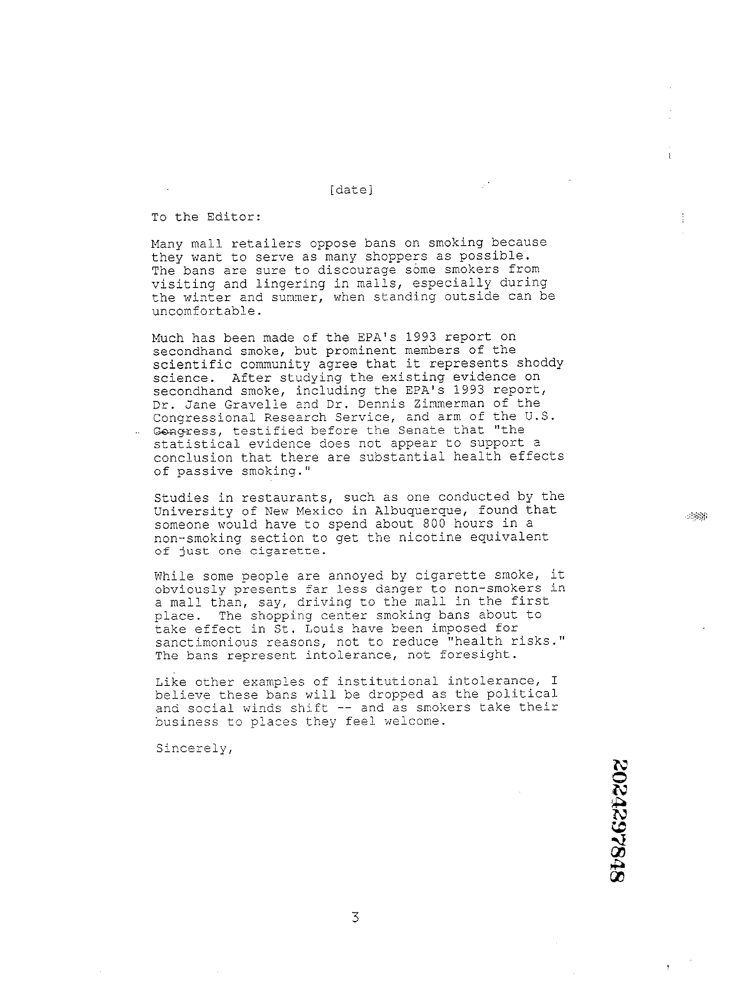 [date]
To the Editor:
Many mall retailers oppose bans on smoking because
they want to serve as many shoppers as possible.
The bans are sure to discourage some smokers from
visiting and lingering in malls, especially during
the winter and summer, when standing outside can be
uncomfortable.
Much has been made of the EPA's 1993 report on
secondhand smoke, but prominent members of the
scientific community agree that it represents shoddy
science. After studying the existing evidence on
secondhand smoke, including the EPA's 1993 report,
Dr. Jane Gravelle and Dr. Dennis Zimmerman of the
Congressional Research Service, and arm of the U.S.
Congress, testified before the Senate that "the
statistical evidence does not appear to support a
conclusion that there are substantial health effects
of passive smoking."
Studies in restaurants, such as one conducted by the
University of New Mexico in Albuquerque, found that
someone would have to spend about 800 hours in a
non-smoking section to get the nicotine equivalent
of just one cigarette.
While some people are annoyed by cigarette smoke, it
obviously presents far less danger to non-smokers in
a mall than, say, driving to the mall in the first
place. The shopping center smoking bans about to
take effect in St. Louis have been imposed for
sanctimonious reasons, not to reduce "health risks."
The bans represent intolerance, not foresight.
Like other examples of institutional intolerance, I
believe these bans will be dropped as the political
and social winds shift -- and as smokers take their
business to places they feel welcome.
Sincerely,
2024297848
3